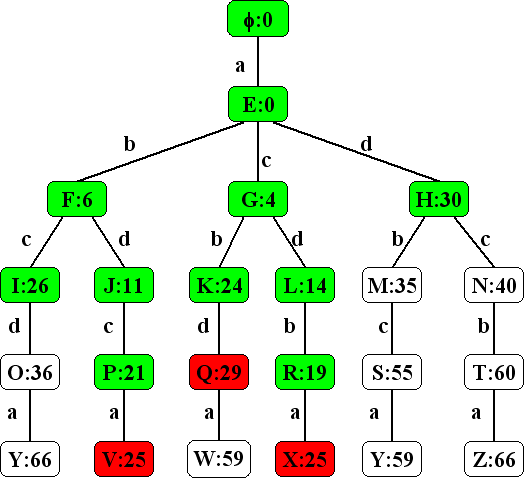 ϕ:0
a
E:0
b c d
F:6 G:4 H:30
c d b d b c
I:26 J:11 K:24 L:14 M:35 N:40
d c d b c b
O:36 P:21 Q:29 R:19 S:55 T:60
a a a a a a
Y:66 V:25 W:59 X:25 Y:59 Z:66